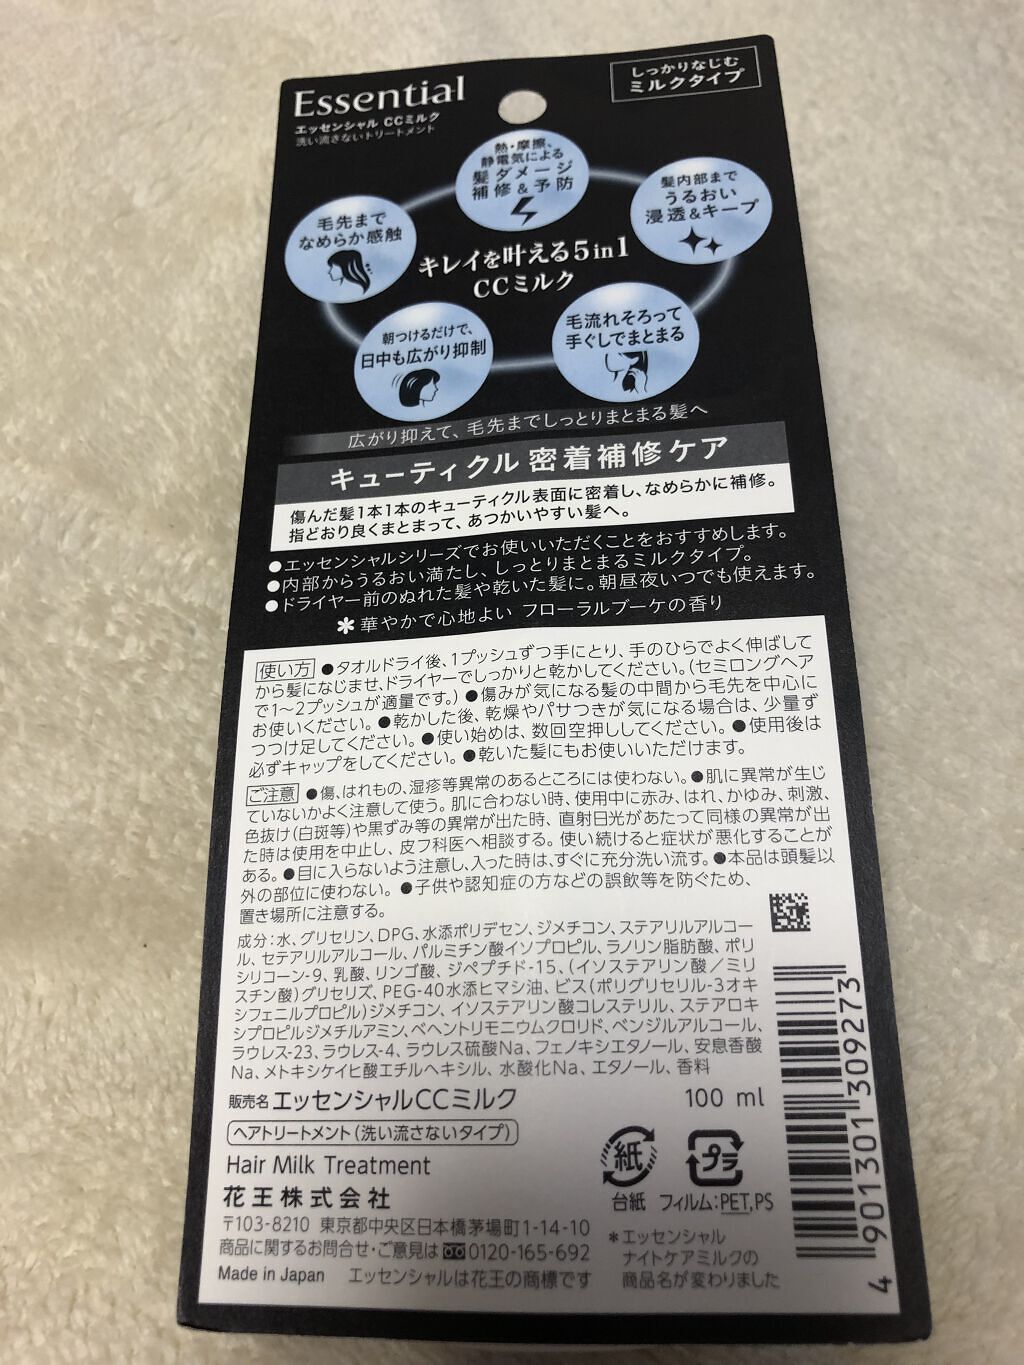 Essential
エッセンシャル CCミルク
洗い流さないトリートメント
しっかりなじむ
ミルクタイプ
熱・摩擦、
静電気による
髪ダメージ
補修&予防
毛先まで
なめらか感触
髪内部まで
うるおい
浸透&キープ
キレイを叶える5in1
CCミルク
朝つけるだけで、
日中も広がり抑制
毛流れそろって
手ぐしでまとまる
広がり抑えて、毛先までしっとりまとまる髪へ
キューティクル 密着補修ケア
傷んだ髪1本1本のキューティクル表面に密着し、なめらかに補修。
指どおり良くまとまって、あつかいやすい髪へ。
●エッセンシャルシリーズでお使いいただくことをおすすめします。
●内部からうるおい満たし、しっとりまとまるミルクタイプ。
●ドライヤー前のぬれた髪や乾いた髪に。朝昼夜いつでも使えます。
＊華やかで心地よい フローラルブーケの香り
使い方 ●タオルドライ後、1プッシュずつ手にとり、手のひらでよく伸ばして
から髪になじませ、ドライヤーでしっかりと乾かしてください。(セミロングヘア
で1～2プッシュが適量です。) ●傷みが気になる髪の中間から毛先を中心に
お使いください。●乾かした後、乾燥やパサつきが気になる場合は、少量ず
つつけ足してください。●使い始めは、数回空押ししてください。●使用後は
必ずキャップをしてください。●乾いた髪にもお使いいただけます。
ご注意 ●傷、はれもの、湿疹等異常のあるところには使わない。●肌に異常が生じ
ていないかよく注意して使う。肌に合わない時、使用中に赤み、はれ、かゆみ、刺激、
色抜け(白斑等)や黒ずみ等の異常が出た時、直射日光があたって同様の異常が出
た時は使用を中止し、皮フ科医へ相談する。使い続けると症状が悪化することが
ある。●目に入らないよう注意し、入った時は、すぐに充分洗い流す。●本品は頭髪以
外の部位に使わない。●子供や認知症の方などの誤飲等を防ぐため、
置き場所に注意する。
成分:水、グリセリン、DPG、水添ポリデセン、ジメチコン、ステアリルアルコー
ル、セテアリルアルコール、パルミチン酸イソプロピル、ラノリン脂肪酸、ポリ
シリコーン-9、乳酸、リンゴ酸、ジペプチド-15、(イソステアリン酸／ミリ
スチン酸)グリセリズ、PEG-40水添ヒマシ油、ビス(ポリグリセリル-3オキ
シフェニルプロピル)ジメチコン、イソステアリン酸コレステリル、ステアロキ
シプロピルジメチルアミン、ベヘントリモニウムクロリド、ベンジルアルコール、
ラウレス-23、ラウレス-4、ラウレス硫酸Na、フェノキシエタノール、安息香酸
Na、メトキシケイヒ酸エチルヘキシル、水酸化Na、エタノール、香料
販売名 エッセンシャルCCミルク 100 ml
ヘアトリートメント(洗い流さないタイプ)
Hair Milk Treatment
花王株式会社
〒103-8210 東京都中央区日本橋茅場町1-14-10
商品に関するお問合せ・ご意見は 0120-165-692
Made in Japan エッセンシャルは花王の商標です
紙
台紙
プラ
フィルム:PET,PS
＊エッセンシャル
ナイトケアミルクの
商品名が変わりました
4 901301 309273